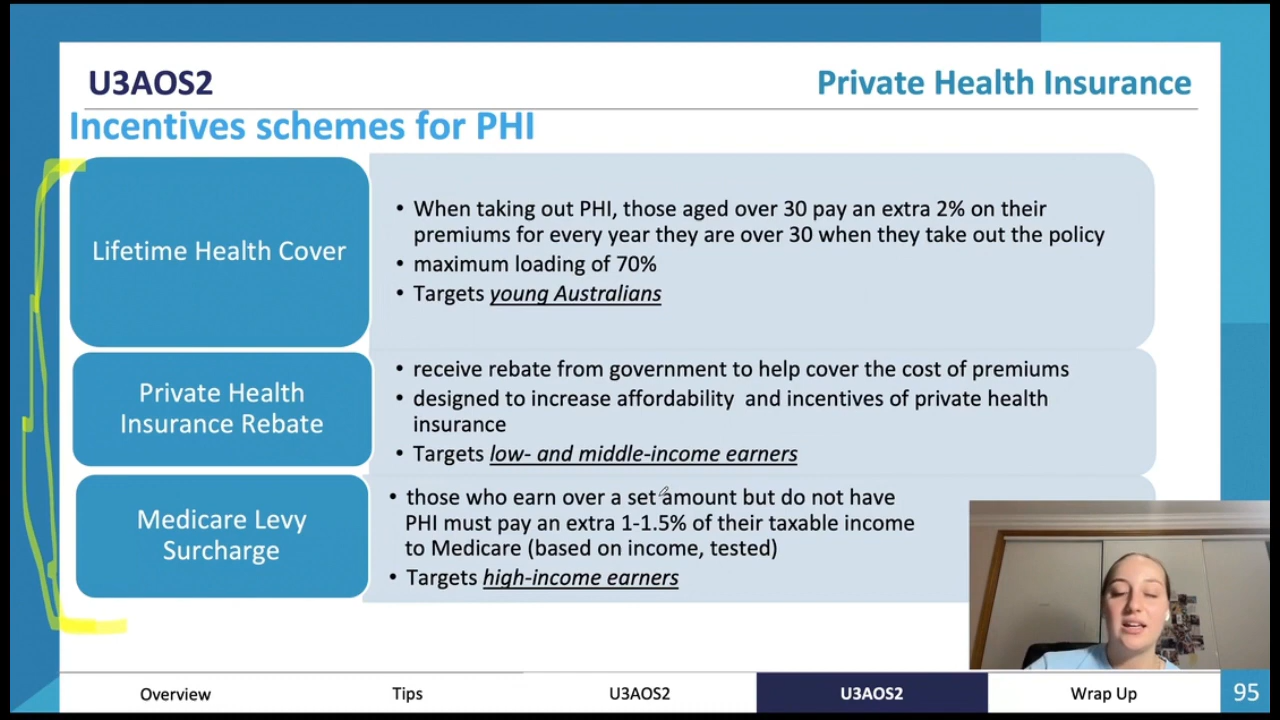 U3AOS2
Private Health Insurance
Incentives schemes for PHI
Lifetime Health Cover
• When taking out PHI, those aged over 30 pay an extra 2% on their
premiums for every year they are over 30 when they take out the policy
• maximum loading of 70%
• Targets young Australians
Private Health
Insurance Rebate
• receive rebate from government to help cover the cost of premiums
• designed to increase affordability and incentives of private health
insurance
• Targets low- and middle-income earners
Medicare Levy
Surcharge
• those who earn over a set amount but do not have
PHI must pay an extra 1-1.5% of their taxable income
to Medicare (based on income, tested)
• Targets high-income earners
Overview
Tips
U3AOS2
U3AOS2
Wrap Up
95